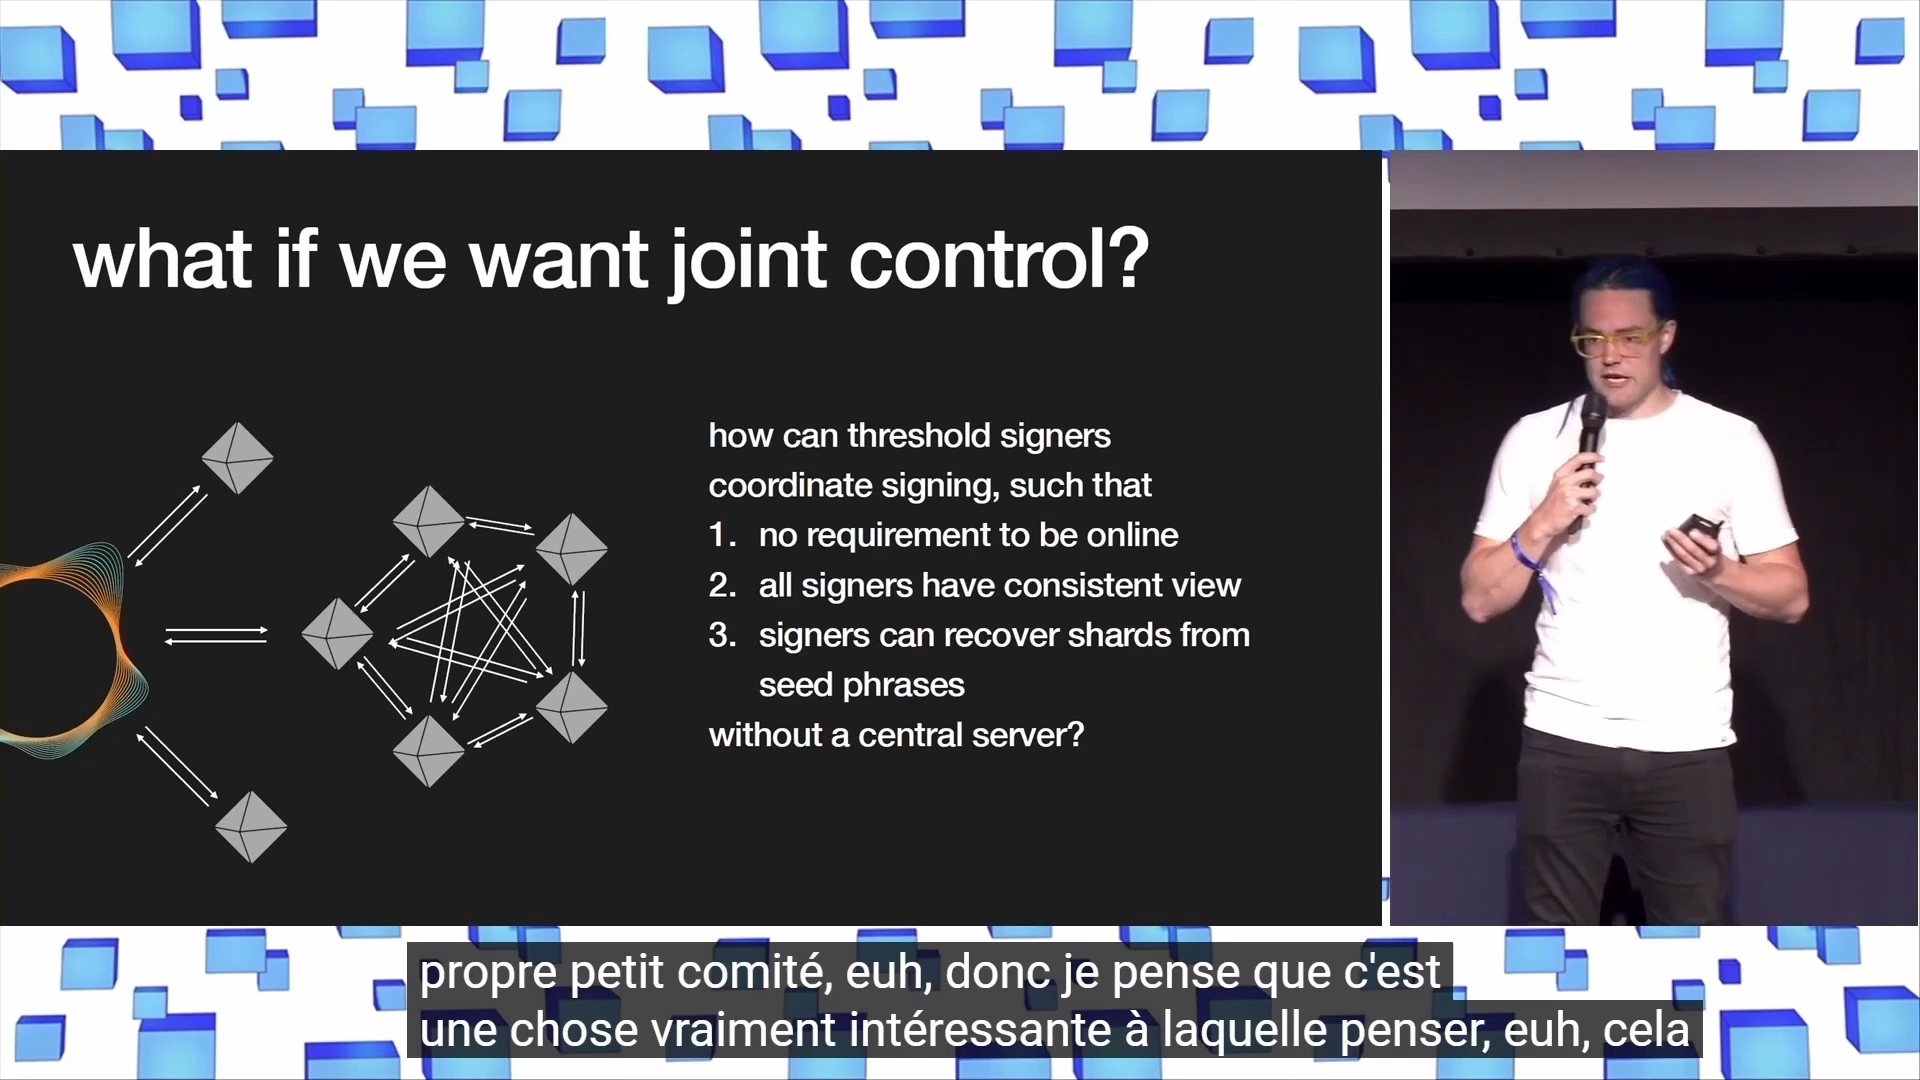 what if we want joint control?
how can threshold signers
coordinate signing, such that
1. no requirement to be online
2. all signers have consistent view
3. signers can recover shards from
seed phrases
without a central server?
propre petit comité, euh, donc je pense que c'est
une chose vraiment intéressante à laquelle penser, euh, cela